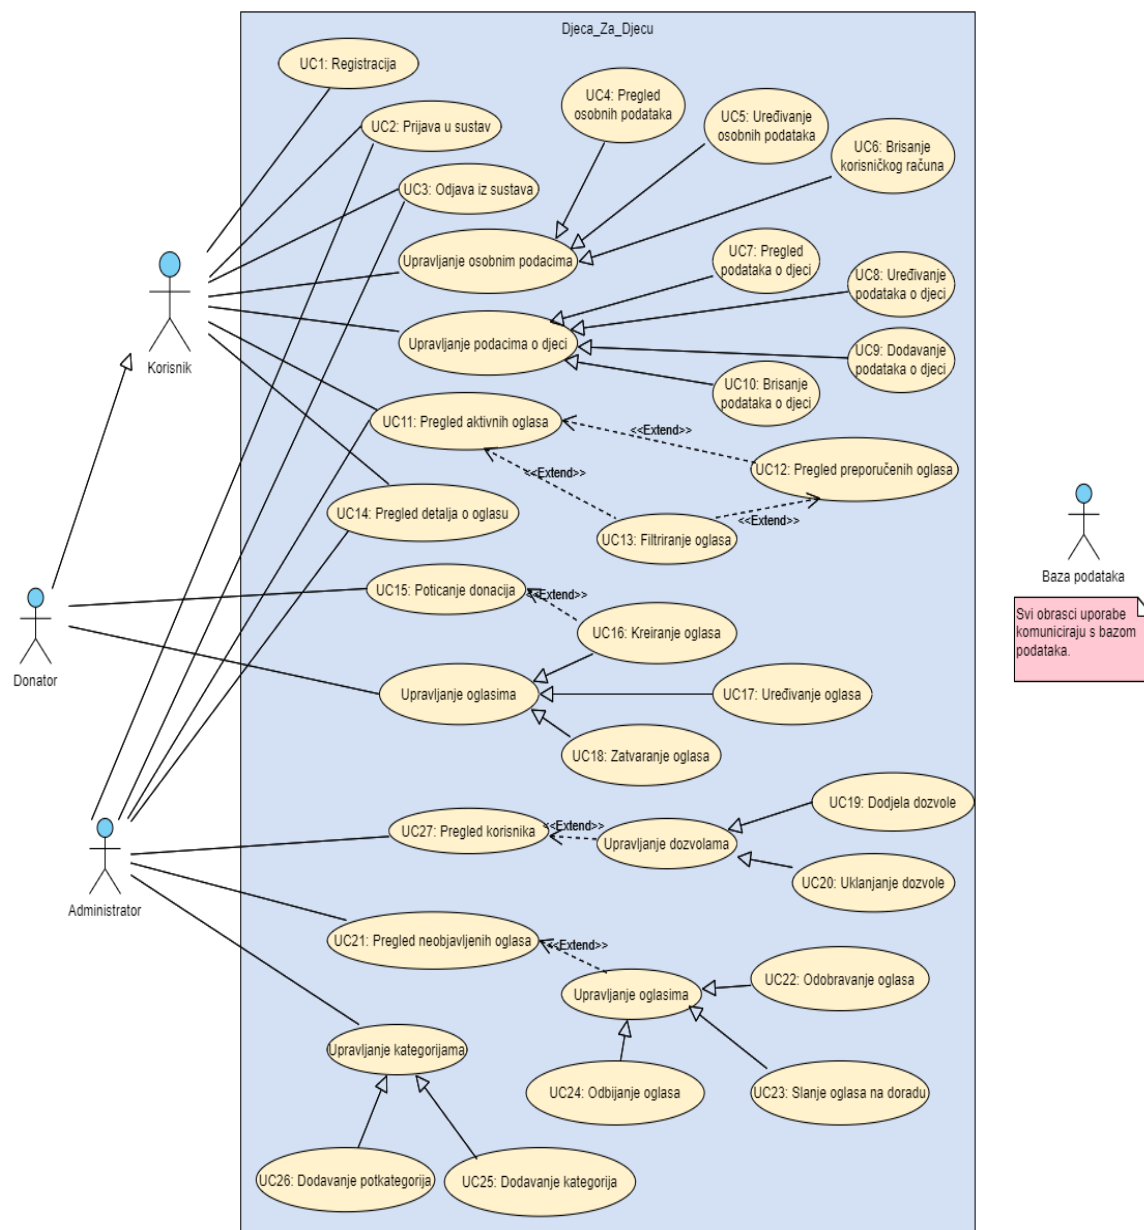 Djeca_Za_Djecu
UC1: Registracija
UC2: Prijava u sustav
UC3: Odjava iz sustava
UC4: Pregled
osobnih podataka
UC5: Uređivanje
osobnih podataka
UC6: Brisanje
korisničkog računa
Upravljanje osobnim podacima
UC7: Pregled
podataka o djeci
UC8: Uređivanje
podataka o djeci
Upravljanje podacima o djeci
UC9: Dodavanje
podataka o djeci
UC10: Brisanje
podataka o djeci
Korisnik
UC11: Pregled aktivnih oglasa
<<Extend>>
<<Extend>>
UC12: Pregled preporučenih oglasa
UC14: Pregled detalja o oglasu
<<Extend>>
UC13: Filtriranje oglasa
Baza podataka
Svi obrasci uporabe
komuniciraju s bazom
podataka.
UC15: Poticanje donacija
<<Extend>>
UC16: Kreiranje oglasa
Donator
Upravljanje oglasima
UC17: Uređivanje oglasa
UC18: Zatvaranje oglasa
UC19: Dodjela dozvole
UC27: Pregled korisnika
<<Extend>>
Upravljanje dozvolama
UC20: Uklanjanje dozvole
Administrator
UC21: Pregled neobjavljenih oglasa
<<Extend>>
UC22: Odobravanje oglasa
Upravljanje oglasima
Upravljanje kategorijama
UC24: Odbijanje oglasa
UC23: Slanje oglasa na doradu
UC26: Dodavanje potkategorija
UC25: Dodavanje kategorija